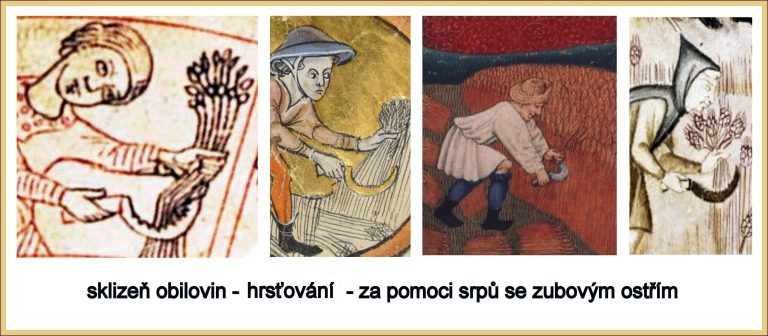 sklizeň obilovin - hrsťování - za pomoci srpů se zubovým ostřím